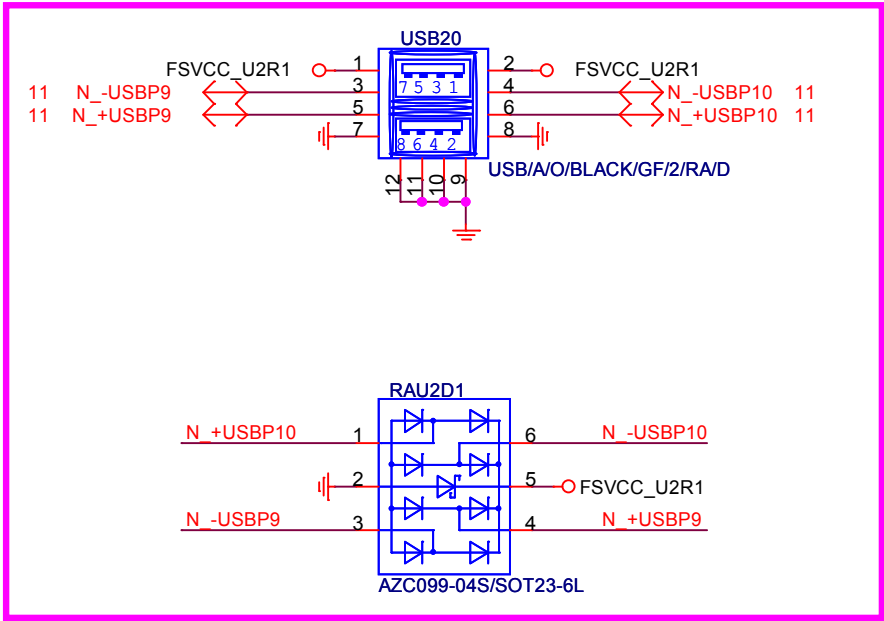 USB20
FSVCC_U2R1 1 2 FSVCC_U2R1
11 N_-USBP9 3 7 5 3 1 4 N_-USBP10 11
11 N_+USBP9 5 6 N_+USBP10 11
7 8 6 4 2 8
USB/A/O/BLACK/GF/2/RA/D
12 11 10 9
RAU2D1
N_+USBP10 1 6 N_-USBP10
2 5 FSVCC_U2R1
N_-USBP9 3 4 N_+USBP9
AZC099-04S/SOT23-6L